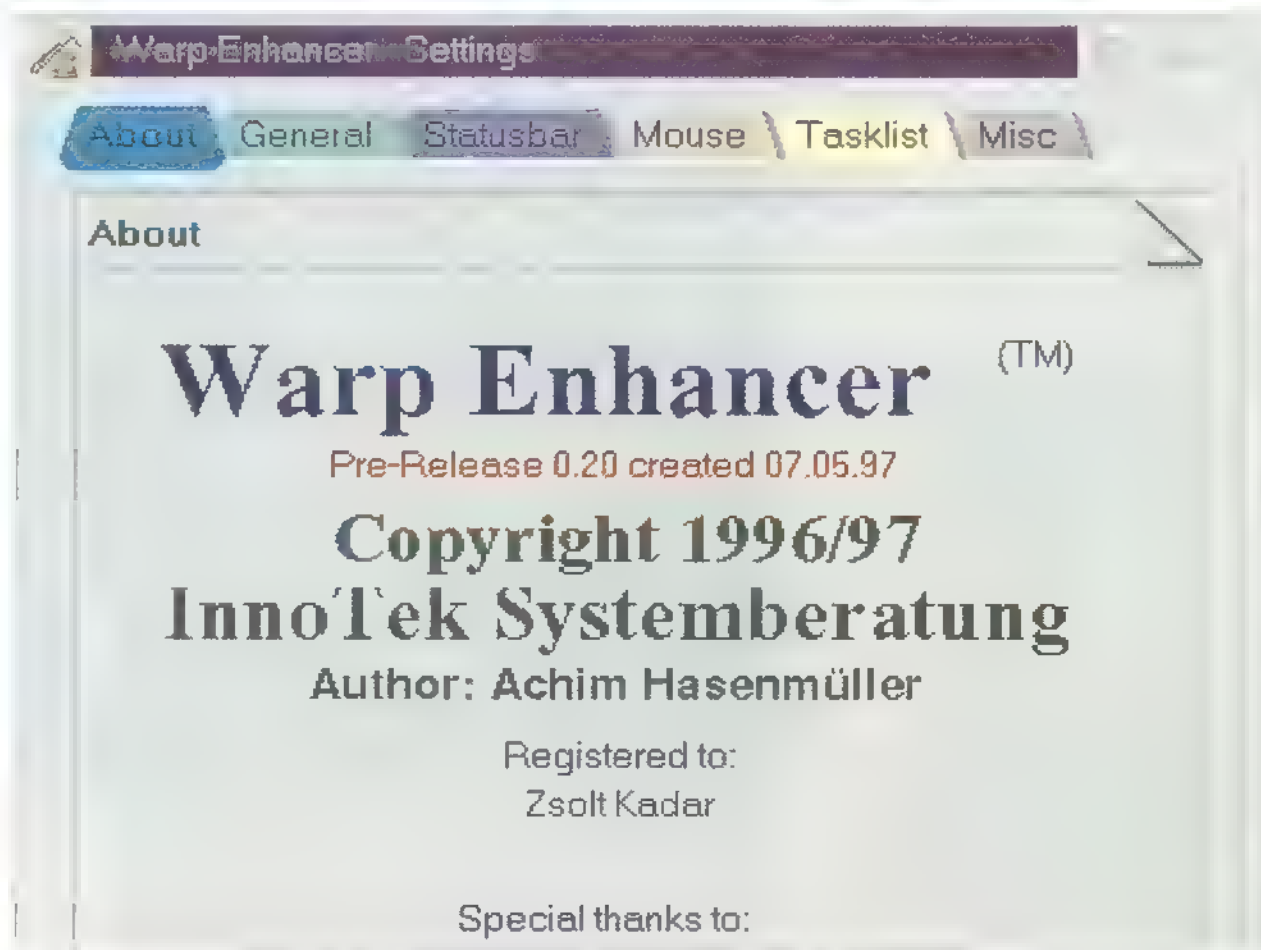 Warp Enhancer - Settings
About General Statusbar Mouse Tasklist Misc
About
Warp Enhancer (TM)
Pre-Release 0.20 created 07.05.97
Copyright 1996/97
InnoTek Systemberatung
Author: Achim Hasenmüller
Registered to:
Zsolt Kadar
Special thanks to: